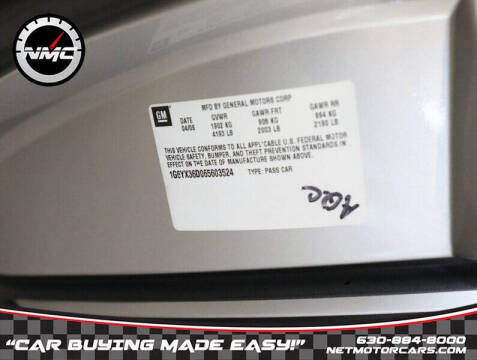 NMC
GM
MFD BY GENERAL MOTORS CORP
DATE GVWR GAWR FRT GAWR RR
04/06 1902 KG 908 KG 994 KG
4193 LB 2003 LB 2190 LB
THIS VEHICLE CONFORMS TO ALL APPLICABLE U.S. FEDERAL MOTOR
VEHICLE SAFETY, BUMPER, AND THEFT PREVENTION STANDARDS IN
EFFECT ON THE DATE OF MANUFACTURE SHOWN ABOVE.
1G6YX36D065603524 TYPE: PASS CAR
AQC
"CAR BUYING MADE EASY!"
630-884-8000
NETMOTORCARS.COM